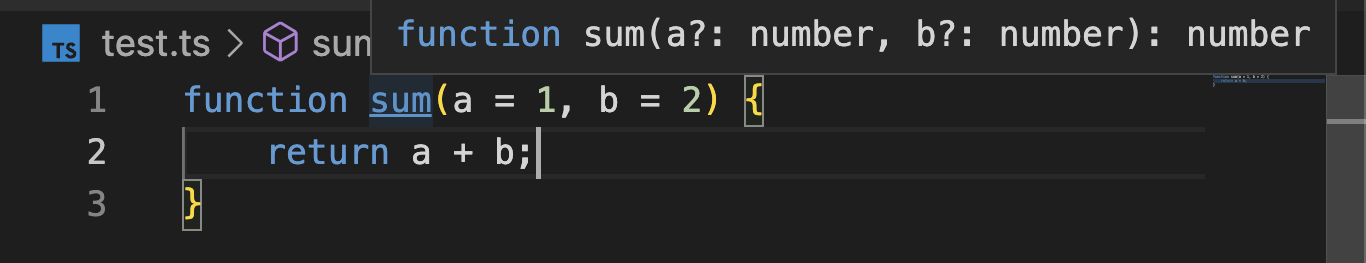 function sum(a?: number, b?: number): number
TS test.ts > sum
1 function sum(a = 1, b = 2) {
2 return a + b;
3 }